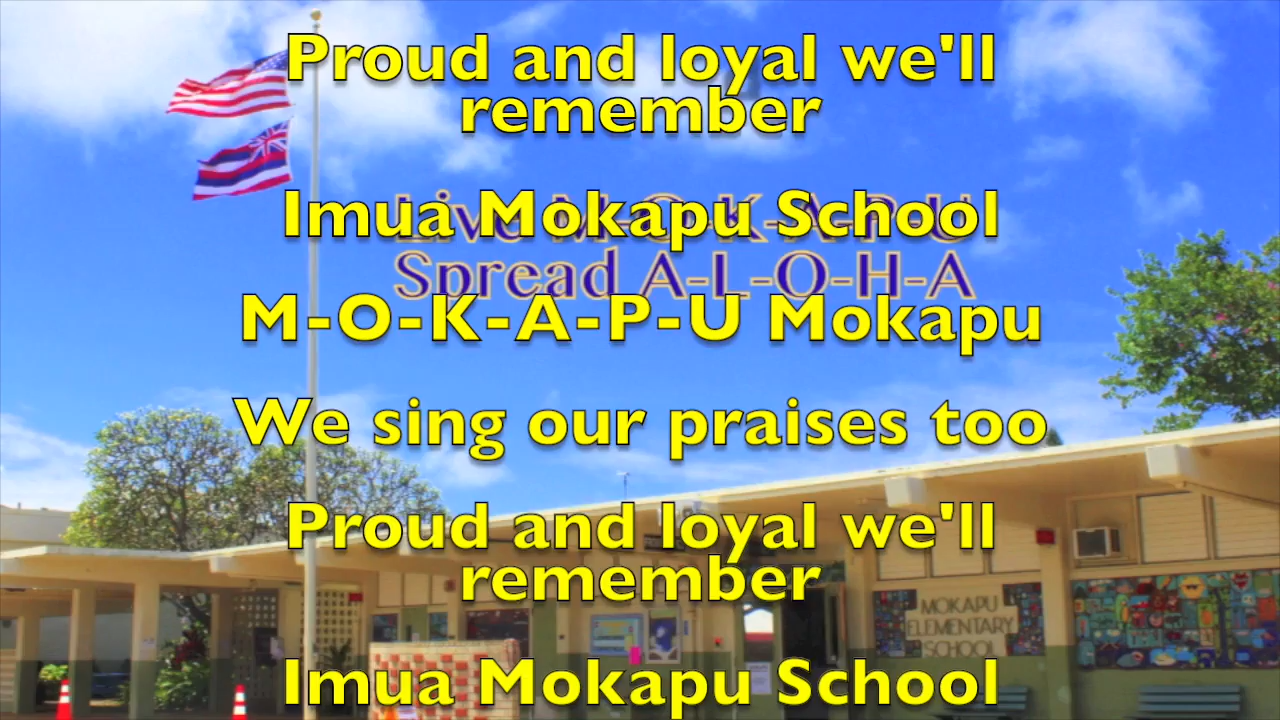 Proud and loyal we'll
remember
Imua Mokapu School
Live M-O-K-A-P-U
Spread A-L-O-H-A
M-O-K-A-P-U Mokapu
We sing our praises too
Proud and loyal we'll
remember
MOKAPU
ELEMENTARY
SCHOOL
Imua Mokapu School